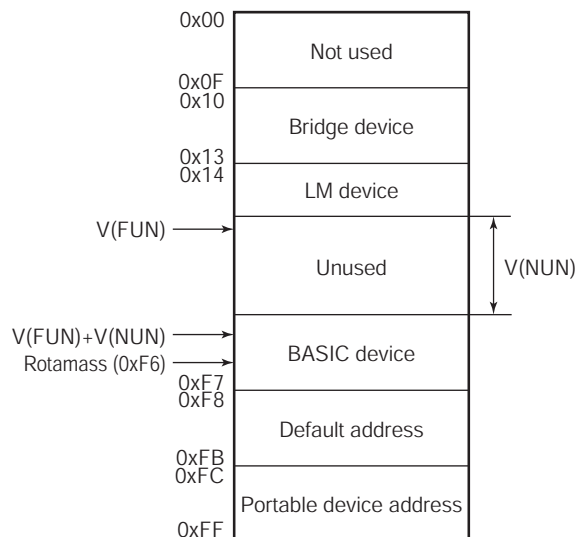 0x00
Not used
0x0F
0x10
Bridge device
0x13
0x14
LM device
V(FUN)
Unused
V(NUN)
V(FUN)+V(NUN)
BASIC device
Rotamass (0xF6)
0xF7
0xF8
Default address
0xFB
0xFC
Portable device address
0xFF